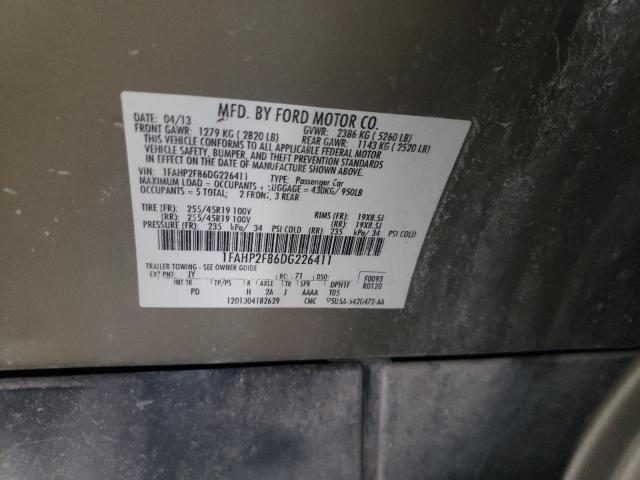 MFD. BY FORD MOTOR CO.
DATE: 04/13 GVWR: 2386 KG ( 5260 LB)
FRONT GAWR: 1279 KG ( 2820 LB) REAR GAWR: 1143 KG ( 2520 LB)
THIS VEHICLE CONFORMS TO ALL APPLICABLE FEDERAL MOTOR
VEHICLE SAFETY, BUMPER, AND THEFT PREVENTION STANDARDS
IN EFFECT ON THE DATE OF MANUFACTURE SHOWN ABOVE.
VIN: 1FAHP2F86DG226411 TYPE: Passenger Car
MAXIMUM LOAD = OCCUPANTS + LUGGAGE = 430KG/ 950LB
OCCUPANTS = 5 TOTAL; 2 FRONT, 3 REAR
TIRE (FR): 255/45R19 100V RIMS (FR): 19X8.5J
(RR): 255/45R19 100V (RR): 19X8.5J
PRESSURE (FR): 235 kPa/ 34 PSI COLD (RR): 235 kPa/ 34 PSI COLD
1FAHP2F86DG226411
TRAILER TOWING - SEE OWNER GUIDE
EXT PNT: JY RC: 71 DSO: F0093
INT TR TP/PS R AXLE TR SPR DPH1F R0120
PD H 2A J AAAA T05
1201304182629 CMC